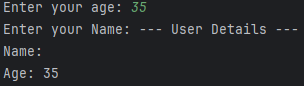 Enter your age: 35
Enter your Name: --- User Details ---
Name:
Age: 35